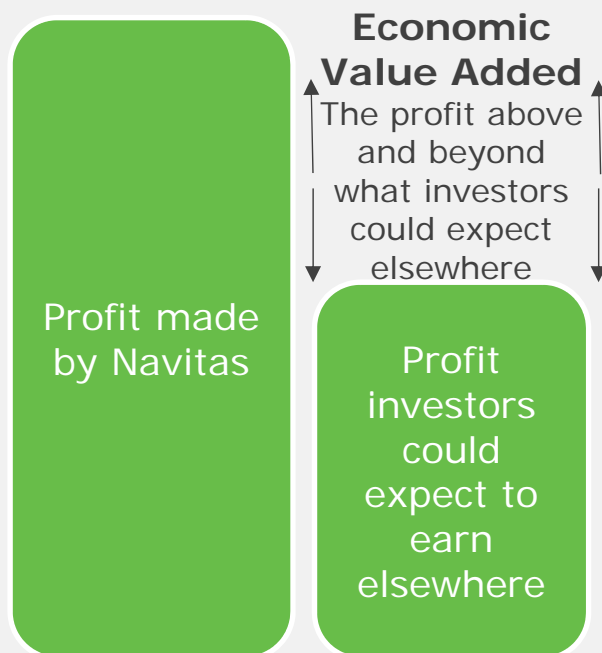 Profit made
by Navitas
Economic
Value Added
The profit above
and beyond
what investors
could expect
elsewhere
Profit
investors
could
expect to
earn
elsewhere